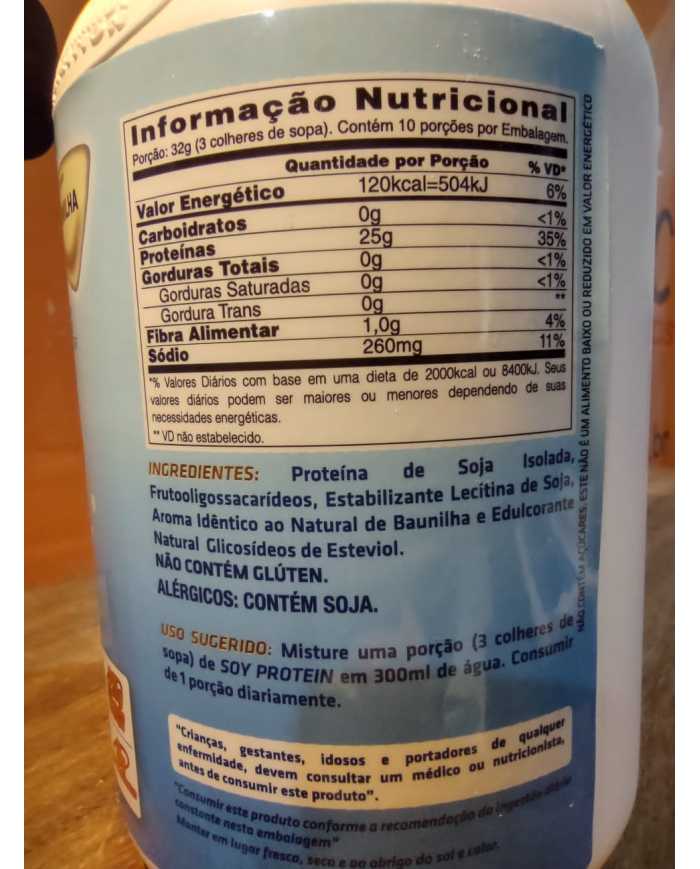 Informação Nutricional
Porção: 32g (3 colheres de sopa). Contém 10 porções por Embalagem.
Quantidade por Porção % VD*
Valor Energético 120kcal=504kJ 6%
Carboidratos 0g <1%
Proteínas 25g 35%
Gorduras Totais 0g <1%
Gorduras Saturadas 0g <1%
Gordura Trans 0g **
Fibra Alimentar 1,0g 4%
Sódio 260mg 11%
*% Valores Diários com base em uma dieta de 2000kcal ou 8400kJ. Seus
valores diários podem ser maiores ou menores dependendo de suas
necessidades energéticas.
** VD não estabelecido.
INGREDIENTES: Proteína de Soja Isolada,
Frutooligossacarídeos, Estabilizante Lecitina de Soja,
Aroma Idêntico ao Natural de Baunilha e Edulcorante
Natural Glicosídeos de Esteviol.
NÃO CONTÉM GLÚTEN.
ALÉRGICOS: CONTÉM SOJA.
USO SUGERIDO: Misture uma porção (3 colheres de
sopa) de SOY PROTEIN em 300ml de água. Consumir
de 1 porção diariamente.
"Crianças, gestantes, idosos e portadores de qualquer
enfermidade, devem consultar um médico ou nutricionista,
antes de consumir este produto".
"Consumir este produto conforme a recomendação da ingestão diária
constante nesta embalagem"
Manter em lugar fresco, seco e ao abrigo do sol e calor.
NÃO CONTÉM AÇÚCARES. ESTE NÃO É UM ALIMENTO BAIXO OU REDUZIDO EM VALOR ENERGÉTICO